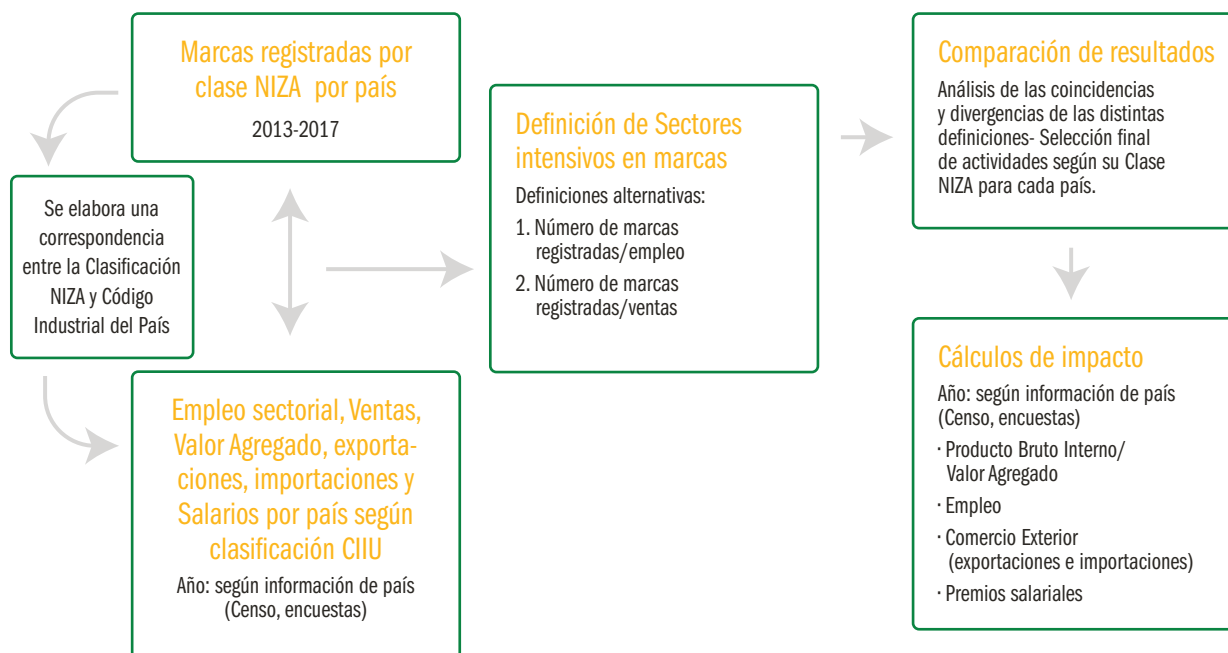 Marcas registradas por
clase NIZA por país
2013-2017
Se elabora una
correspondencia
entre la Clasificación
NIZA y Código
Industrial del País
Empleo sectorial, Ventas,
Valor Agregado, exporta-
ciones, importaciones y
Salarios por país según
clasificación CIIU
Año: según información de país
(Censo, encuestas)
Definición de Sectores
intensivos en marcas
Definiciones alternativas:
1. Número de marcas
registradas/empleo
2. Número de marcas
registradas/ventas
Comparación de resultados
Análisis de las coincidencias
y divergencias de las distintas
definiciones- Selección final
de actividades según su Clase
NIZA para cada país.
Cálculos de impacto
Año: según información de país
(Censo, encuestas)
· Producto Bruto Interno/
Valor Agregado
· Empleo
· Comercio Exterior
(exportaciones e importaciones)
· Premios salariales